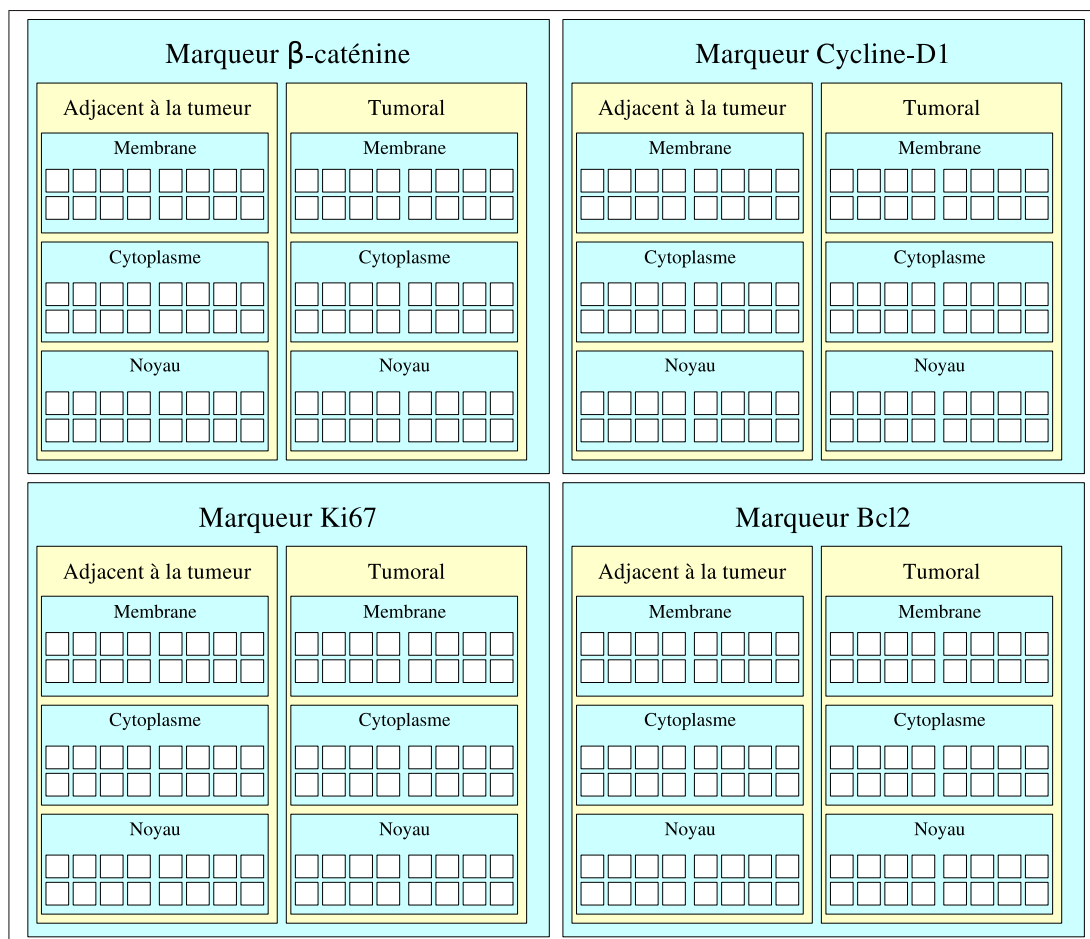 Marqueur β-caténine
Adjacent à la tumeur
Membrane
Cytoplasme
Noyau
Tumoral
Membrane
Cytoplasme
Noyau
Marqueur Cycline-D1
Adjacent à la tumeur
Membrane
Cytoplasme
Noyau
Tumoral
Membrane
Cytoplasme
Noyau
Marqueur Ki67
Adjacent à la tumeur
Membrane
Cytoplasme
Noyau
Tumoral
Membrane
Cytoplasme
Noyau
Marqueur Bcl2
Adjacent à la tumeur
Membrane
Cytoplasme
Noyau
Tumoral
Membrane
Cytoplasme
Noyau